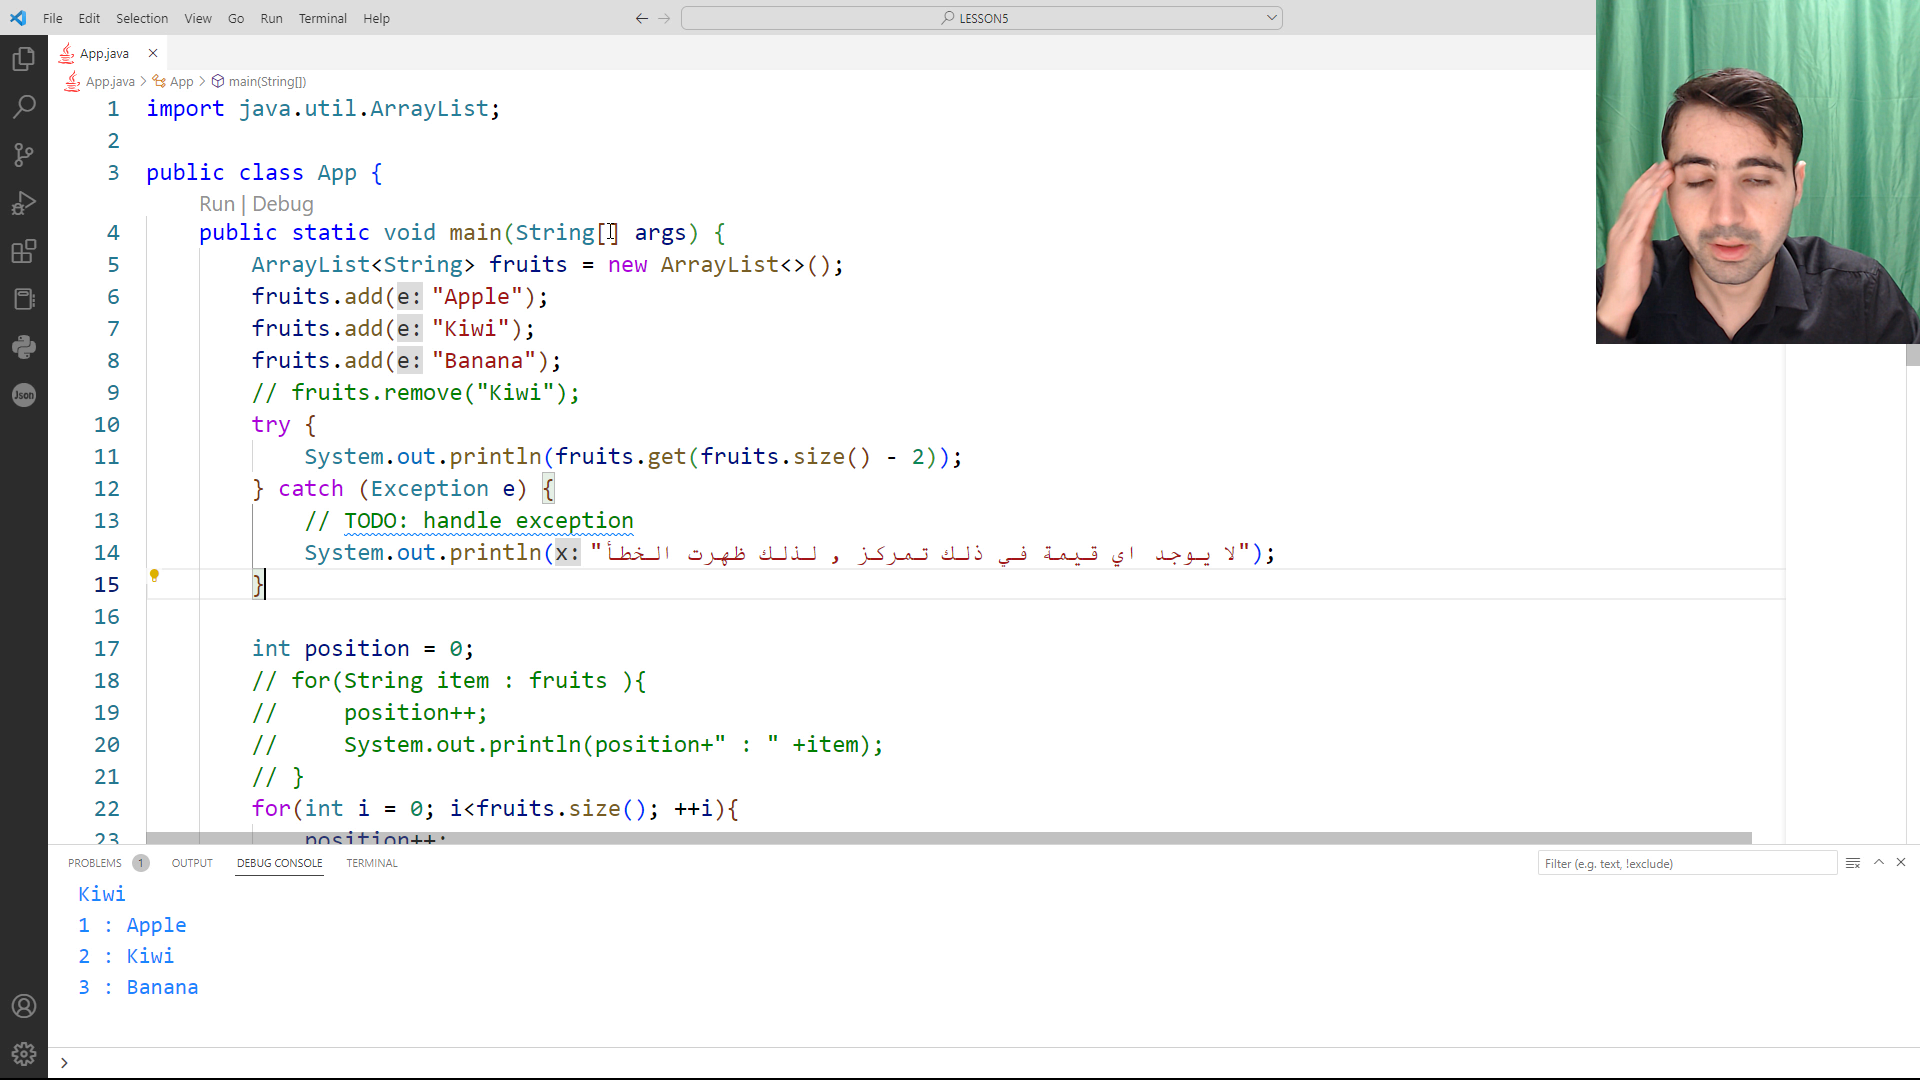 File Edit Selection View Go Run Terminal Help
LESSON5
App.java
App.java > App > main(String[])
1 import java.util.ArrayList;
2
3 public class App {
Run | Debug
4 public static void main(String[] args) {
5 ArrayList<String> fruits = new ArrayList<>();
6 fruits.add(e: "Apple");
7 fruits.add(e: "Kiwi");
8 fruits.add(e: "Banana");
9 // fruits.remove("Kiwi");
10 try {
11 System.out.println(fruits.get(fruits.size() - 2));
12 } catch (Exception e) {
13 // TODO: handle exception
14 System.out.println(x: "لا يوجد اي قيمة في ذلك تمركز , لذلك ظهرت الخطأ");
15 }
16
17 int position = 0;
18 // for(String item : fruits ){
19 // position++;
20 // System.out.println(position+" : " +item);
21 // }
22 for(int i = 0; i<fruits.size(); ++i){
23 position++;
PROBLEMS 1 OUTPUT DEBUG CONSOLE TERMINAL
Filter (e.g. text, !exclude)
Kiwi
1 : Apple
2 : Kiwi
3 : Banana
>
Json